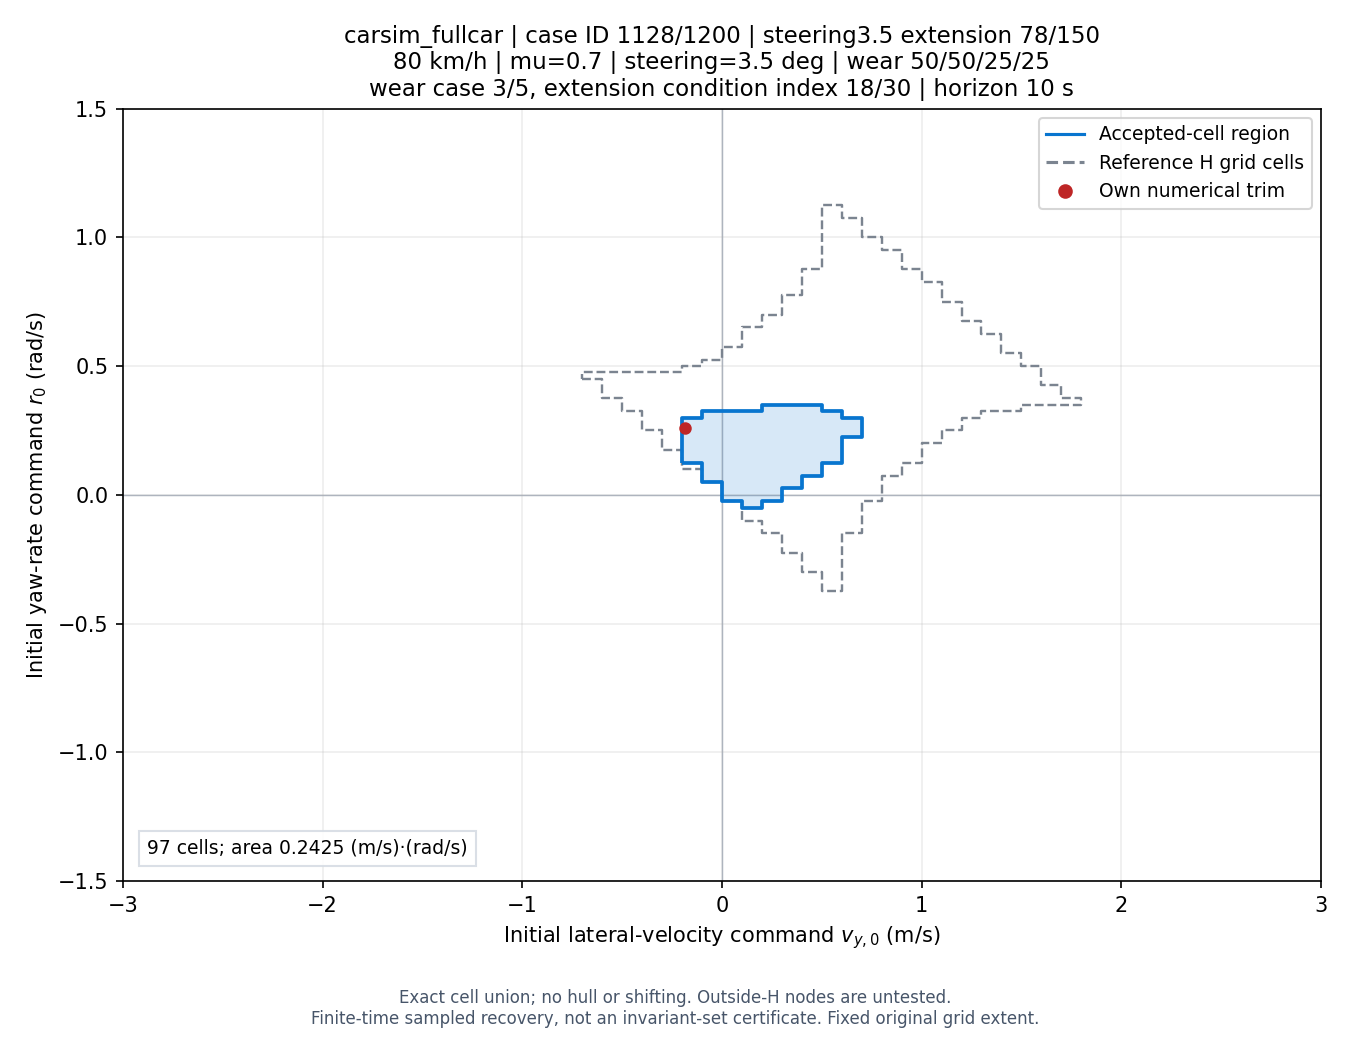 carsim_fullcar | case ID 1128/1200 | steering3.5 extension 78/150
80 km/h | mu=0.7 | steering=3.5 deg | wear 50/50/25/25
wear case 3/5, extension condition index 18/30 | horizon 10 s
Accepted-cell region
Reference H grid cells
Own numerical trim
1.5
1.0
0.5
0.0
−0.5
−1.0
−1.5
Initial yaw-rate command r₀ (rad/s)
97 cells; area 0.2425 (m/s)·(rad/s)
−3
−2
−1
0
1
2
3
Initial lateral-velocity command v_{y,0} (m/s)
Exact cell union; no hull or shifting. Outside-H nodes are untested.
Finite-time sampled recovery, not an invariant-set certificate. Fixed original grid extent.